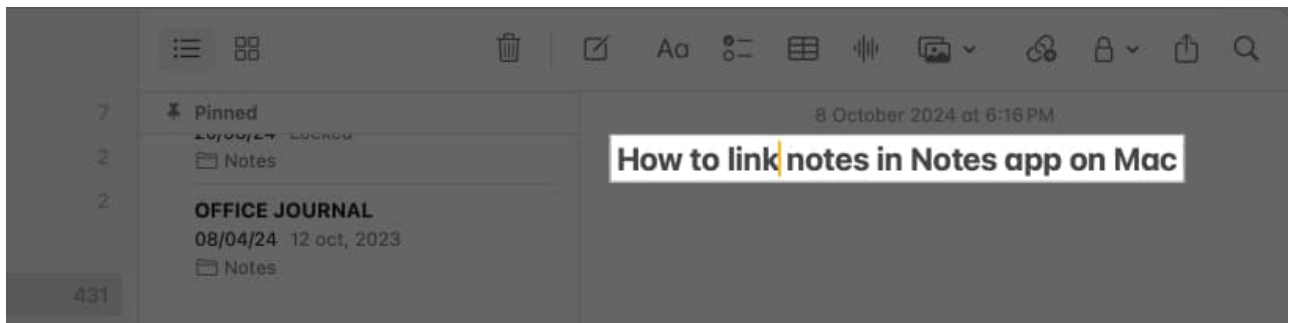 Aa
7
Pinned
8 October 2024 at 6:16 PM
Locked
2
Notes
How to link notes in Notes app on Mac
2
OFFICE JOURNAL
08/04/24 12 oct, 2023
Notes
431